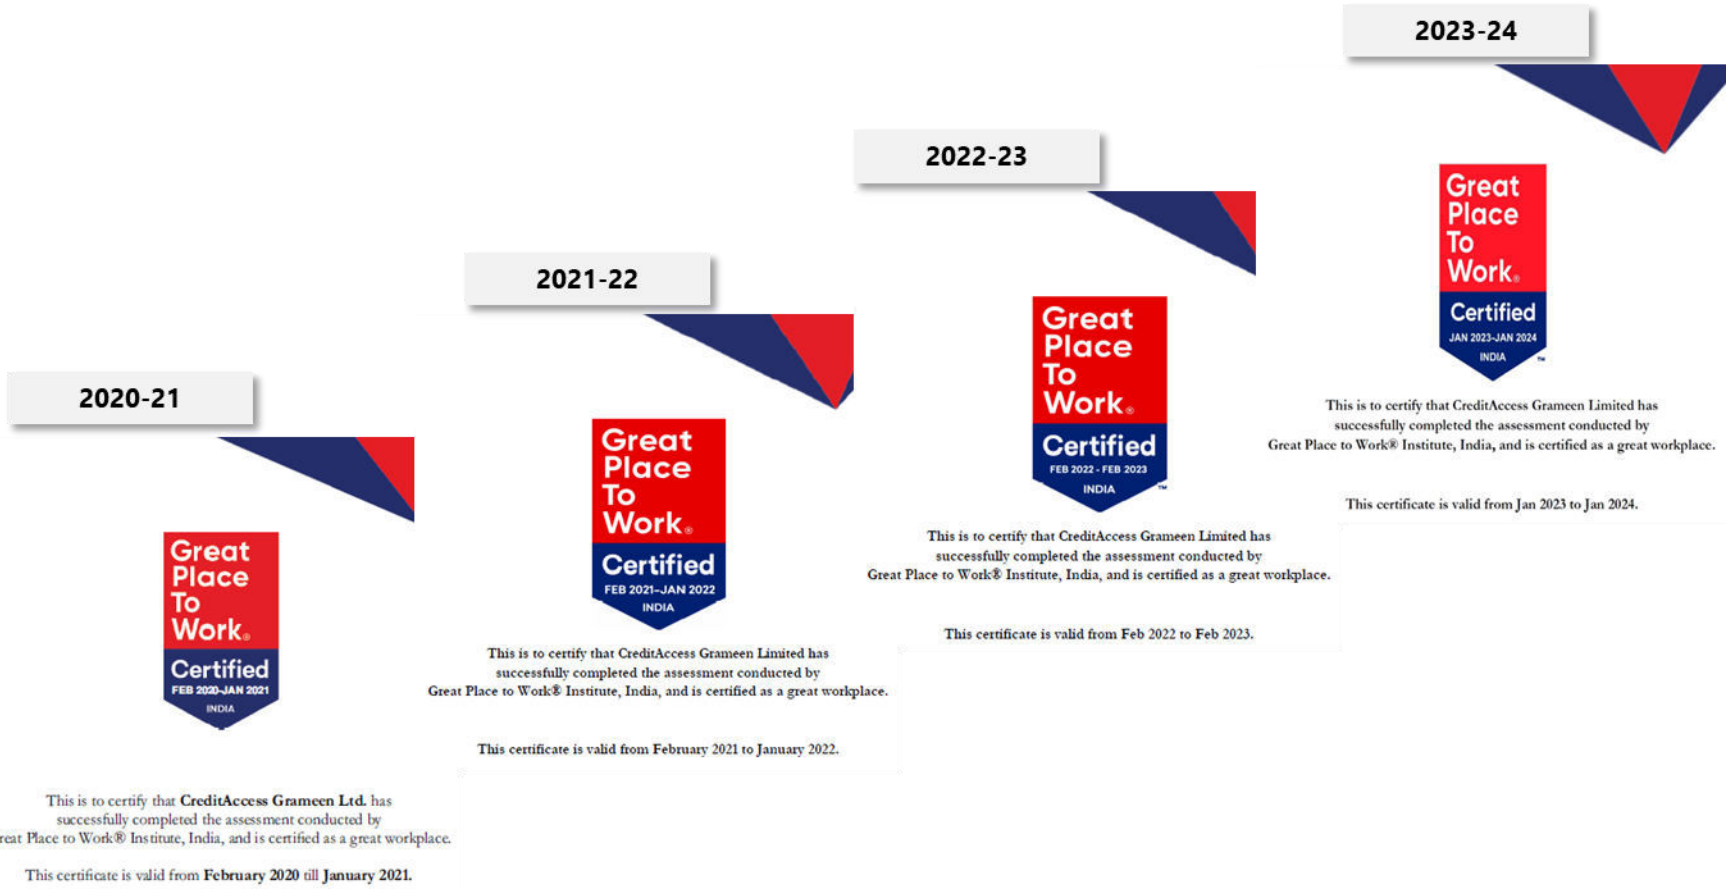 2020-21
Great
Place
To
Work®
Certified
FEB 2020-JAN 2021
INDIA
This is to certify that CreditAccess Grameen Ltd. has
successfully completed the assessment conducted by
reat Place to Work® Institute, India, and is certified as a great workplace.
This certificate is valid from February 2020 till January 2021.
2021-22
Great
Place
To
Work®
Certified
FEB 2021-JAN 2022
INDIA
This is to certify that CreditAccess Grameen Limited has
successfully completed the assessment conducted by
Great Place to Work® Institute, India, and is certified as a great workplace.
This certificate is valid from February 2021 to January 2022.
2022-23
Great
Place
To
Work®
Certified
FEB 2022 - FEB 2023
INDIA
TM
This is to certify that CreditAccess Grameen Limited has
successfully completed the assessment conducted by
Great Place to Work® Institute, India, and is certified as a great workplace.
This certificate is valid from Feb 2022 to Feb 2023.
2023-24
Great
Place
To
Work®
Certified
JAN 2023-JAN 2024
INDIA
TM
This is to certify that CreditAccess Grameen Limited has
successfully completed the assessment conducted by
Great Place to Work® Institute, India, and is certified as a great workplace.
This certificate is valid from Jan 2023 to Jan 2024.